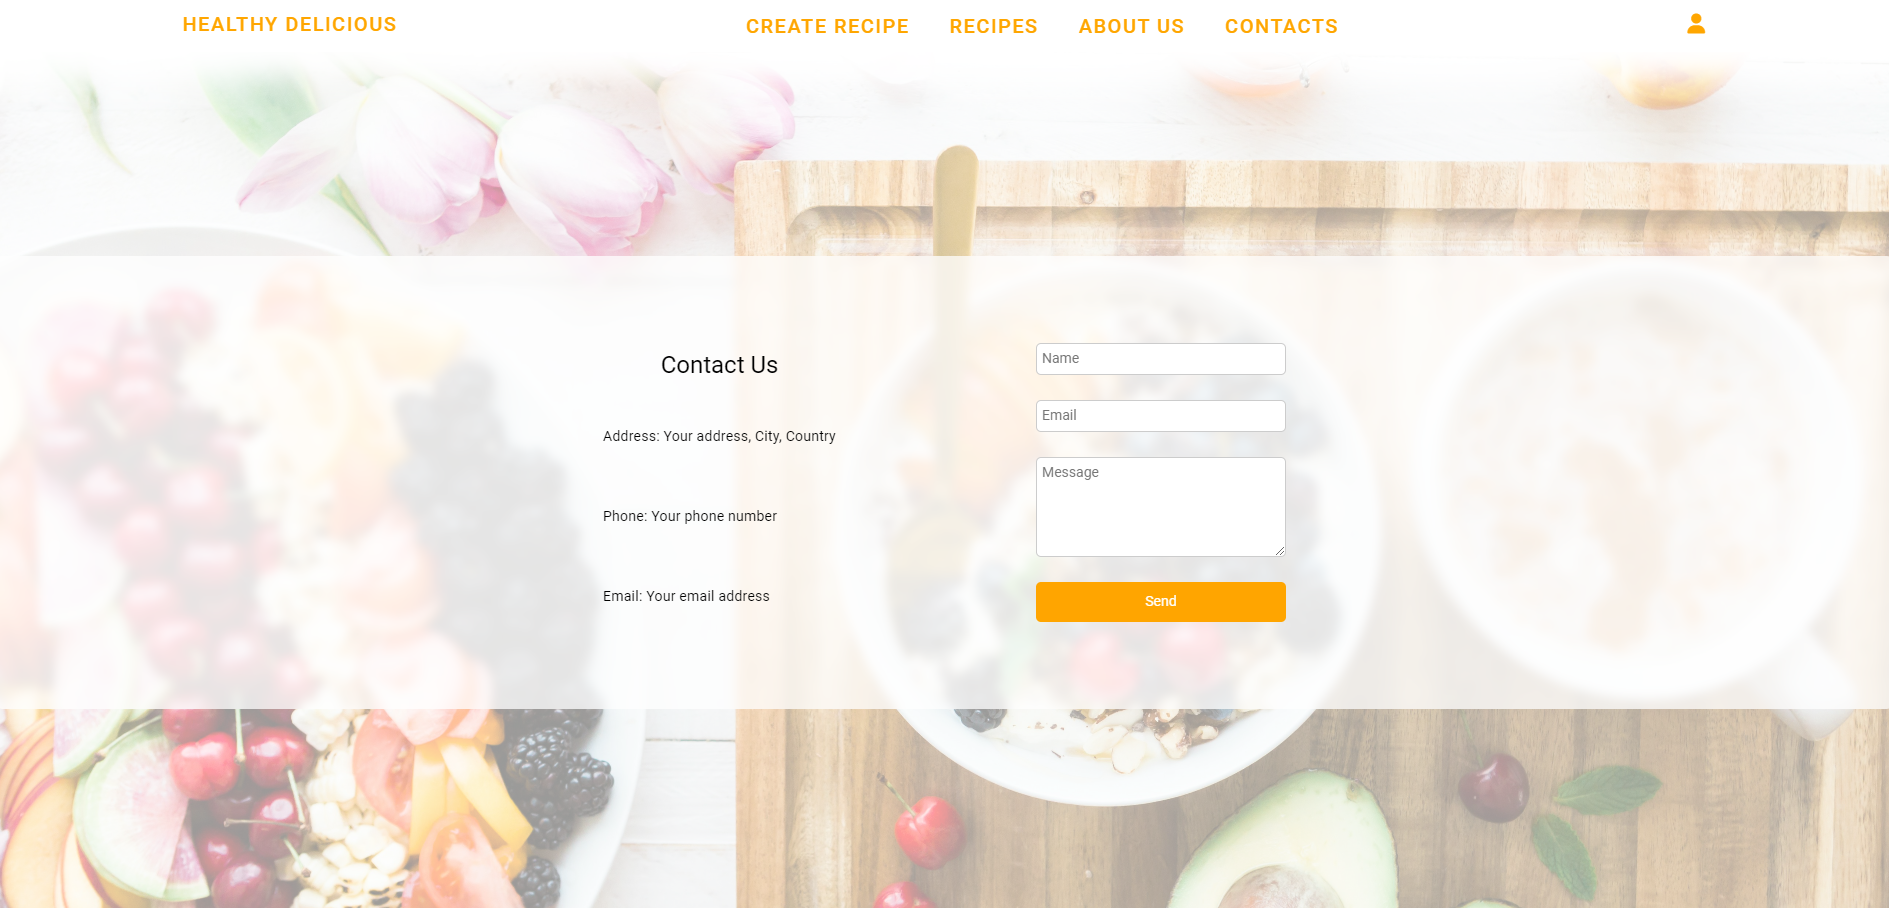 HEALTHY DELICIOUS
CREATE RECIPE
RECIPES
ABOUT US
CONTACTS
Contact Us
Address: Your address, City, Country
Phone: Your phone number
Email: Your email address
Name
Email
Message
Send